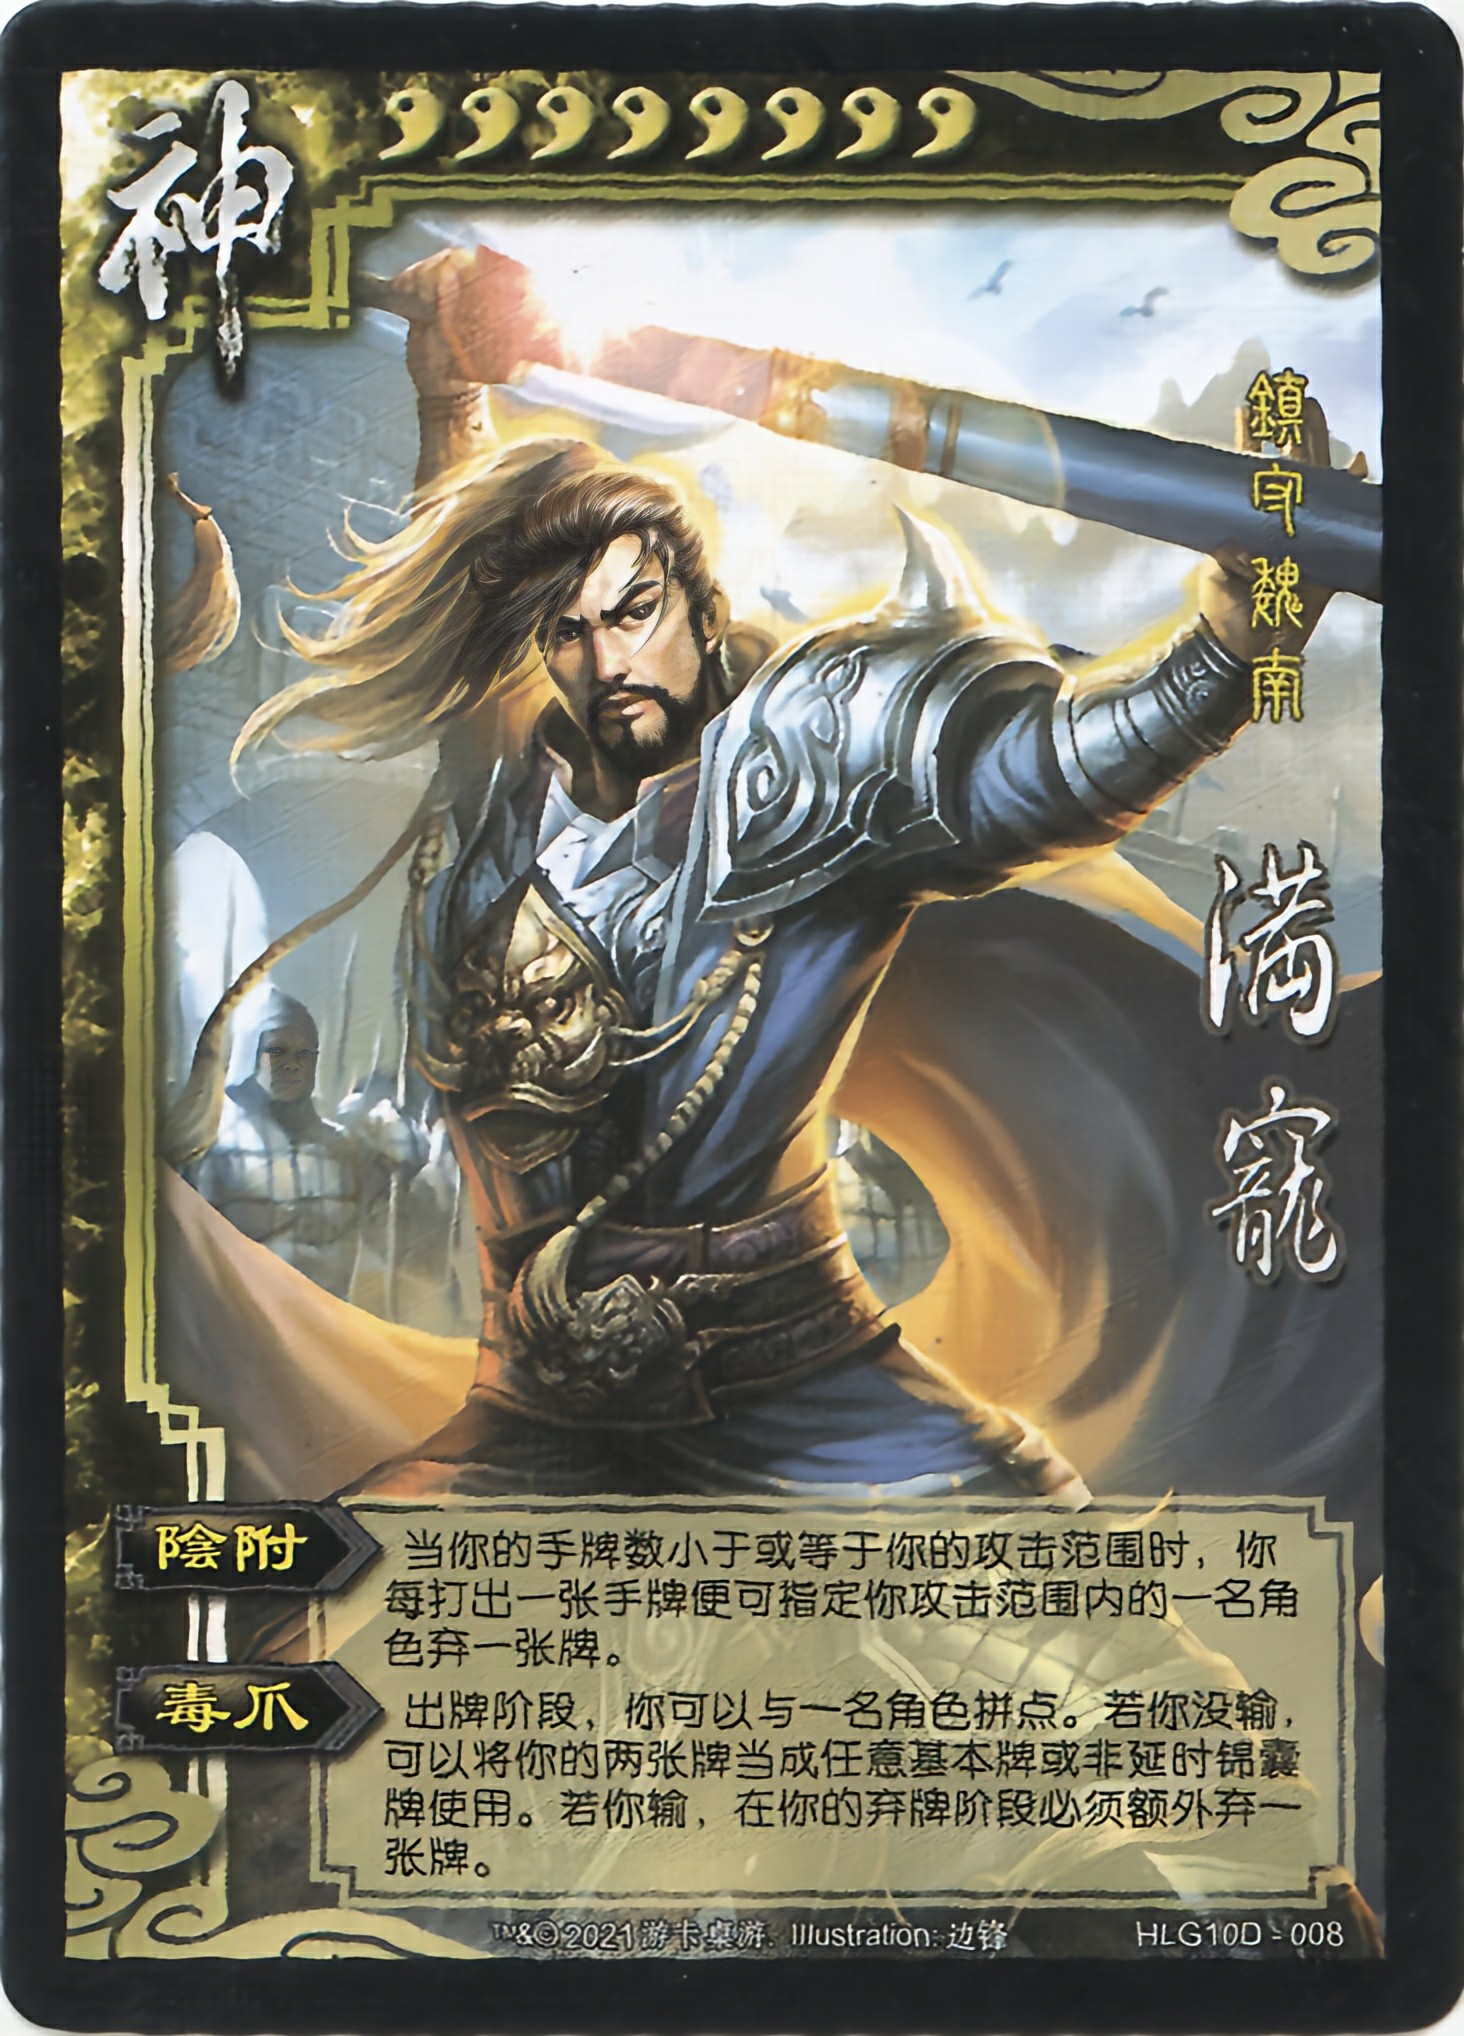 神
鎮守魏南
满寵
陰附
当你的手牌数小于或等于你的攻击范围时，你
每打出一张手牌便可指定你攻击范围内的一名角
色弃一张牌。
毒爪
出牌阶段，你可以与一名角色拼点。若你没输，
可以将你的两张牌当成任意基本牌或非延时锦囊
牌使用。若你输，在你的弃牌阶段必须额外弃一
张牌。
™&©2021游卡桌游. Illustration:边锋
HLG10D-008